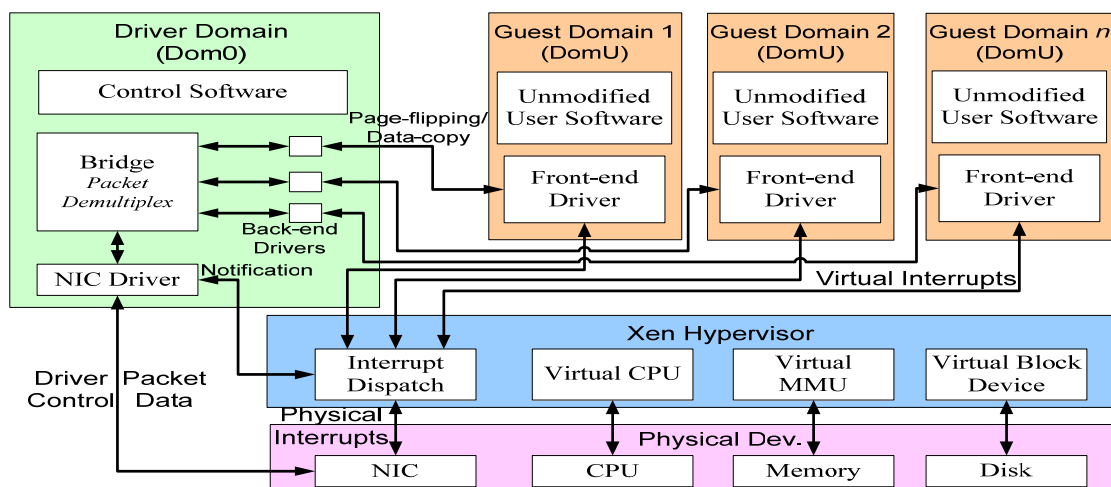 Driver Domain
(Dom0)
Control Software
Bridge
Packet
Demultiplex
NIC Driver
Page-flipping/
Data-copy
Back-end
Drivers
Notification
Guest Domain 1
(DomU)
Unmodified
User Software
Front-end
Driver
Guest Domain 2
(DomU)
Unmodified
User Software
Front-end
Driver
Guest Domain n
(DomU)
Unmodified
User Software
Front-end
Driver
Virtual Interrupts
Xen Hypervisor
Interrupt
Dispatch
Virtual CPU
Virtual
MMU
Virtual Block
Device
Driver
Control
Packet
Data
Physical
Interrupts
Physical Dev.
NIC
CPU
Memory
Disk